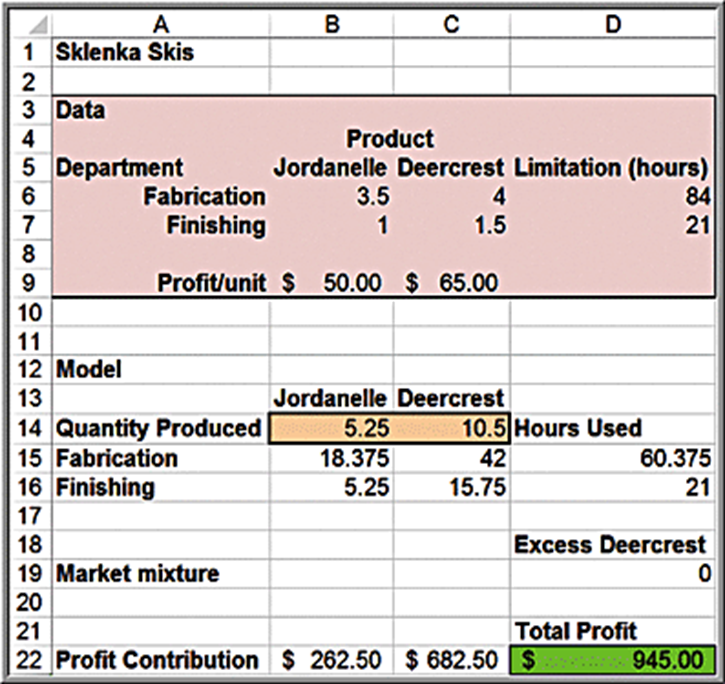 A B C D
1 Sklenka Skis
2
3 Data
4 Product
5 Department Jordanelle Deercrest Limitation (hours)
6 Fabrication 3.5 4 84
7 Finishing 1 1.5 21
8
9 Profit/unit $ 50.00 $ 65.00
10
11
12 Model
13 Jordanelle Deercrest
14 Quantity Produced 5.25 10.5 Hours Used
15 Fabrication 18.375 42 60.375
16 Finishing 5.25 15.75 21
17
18 Excess Deercrest
19 Market mixture 0
20
21 Total Profit
22 Profit Contribution $ 262.50 $ 682.50 $ 945.00